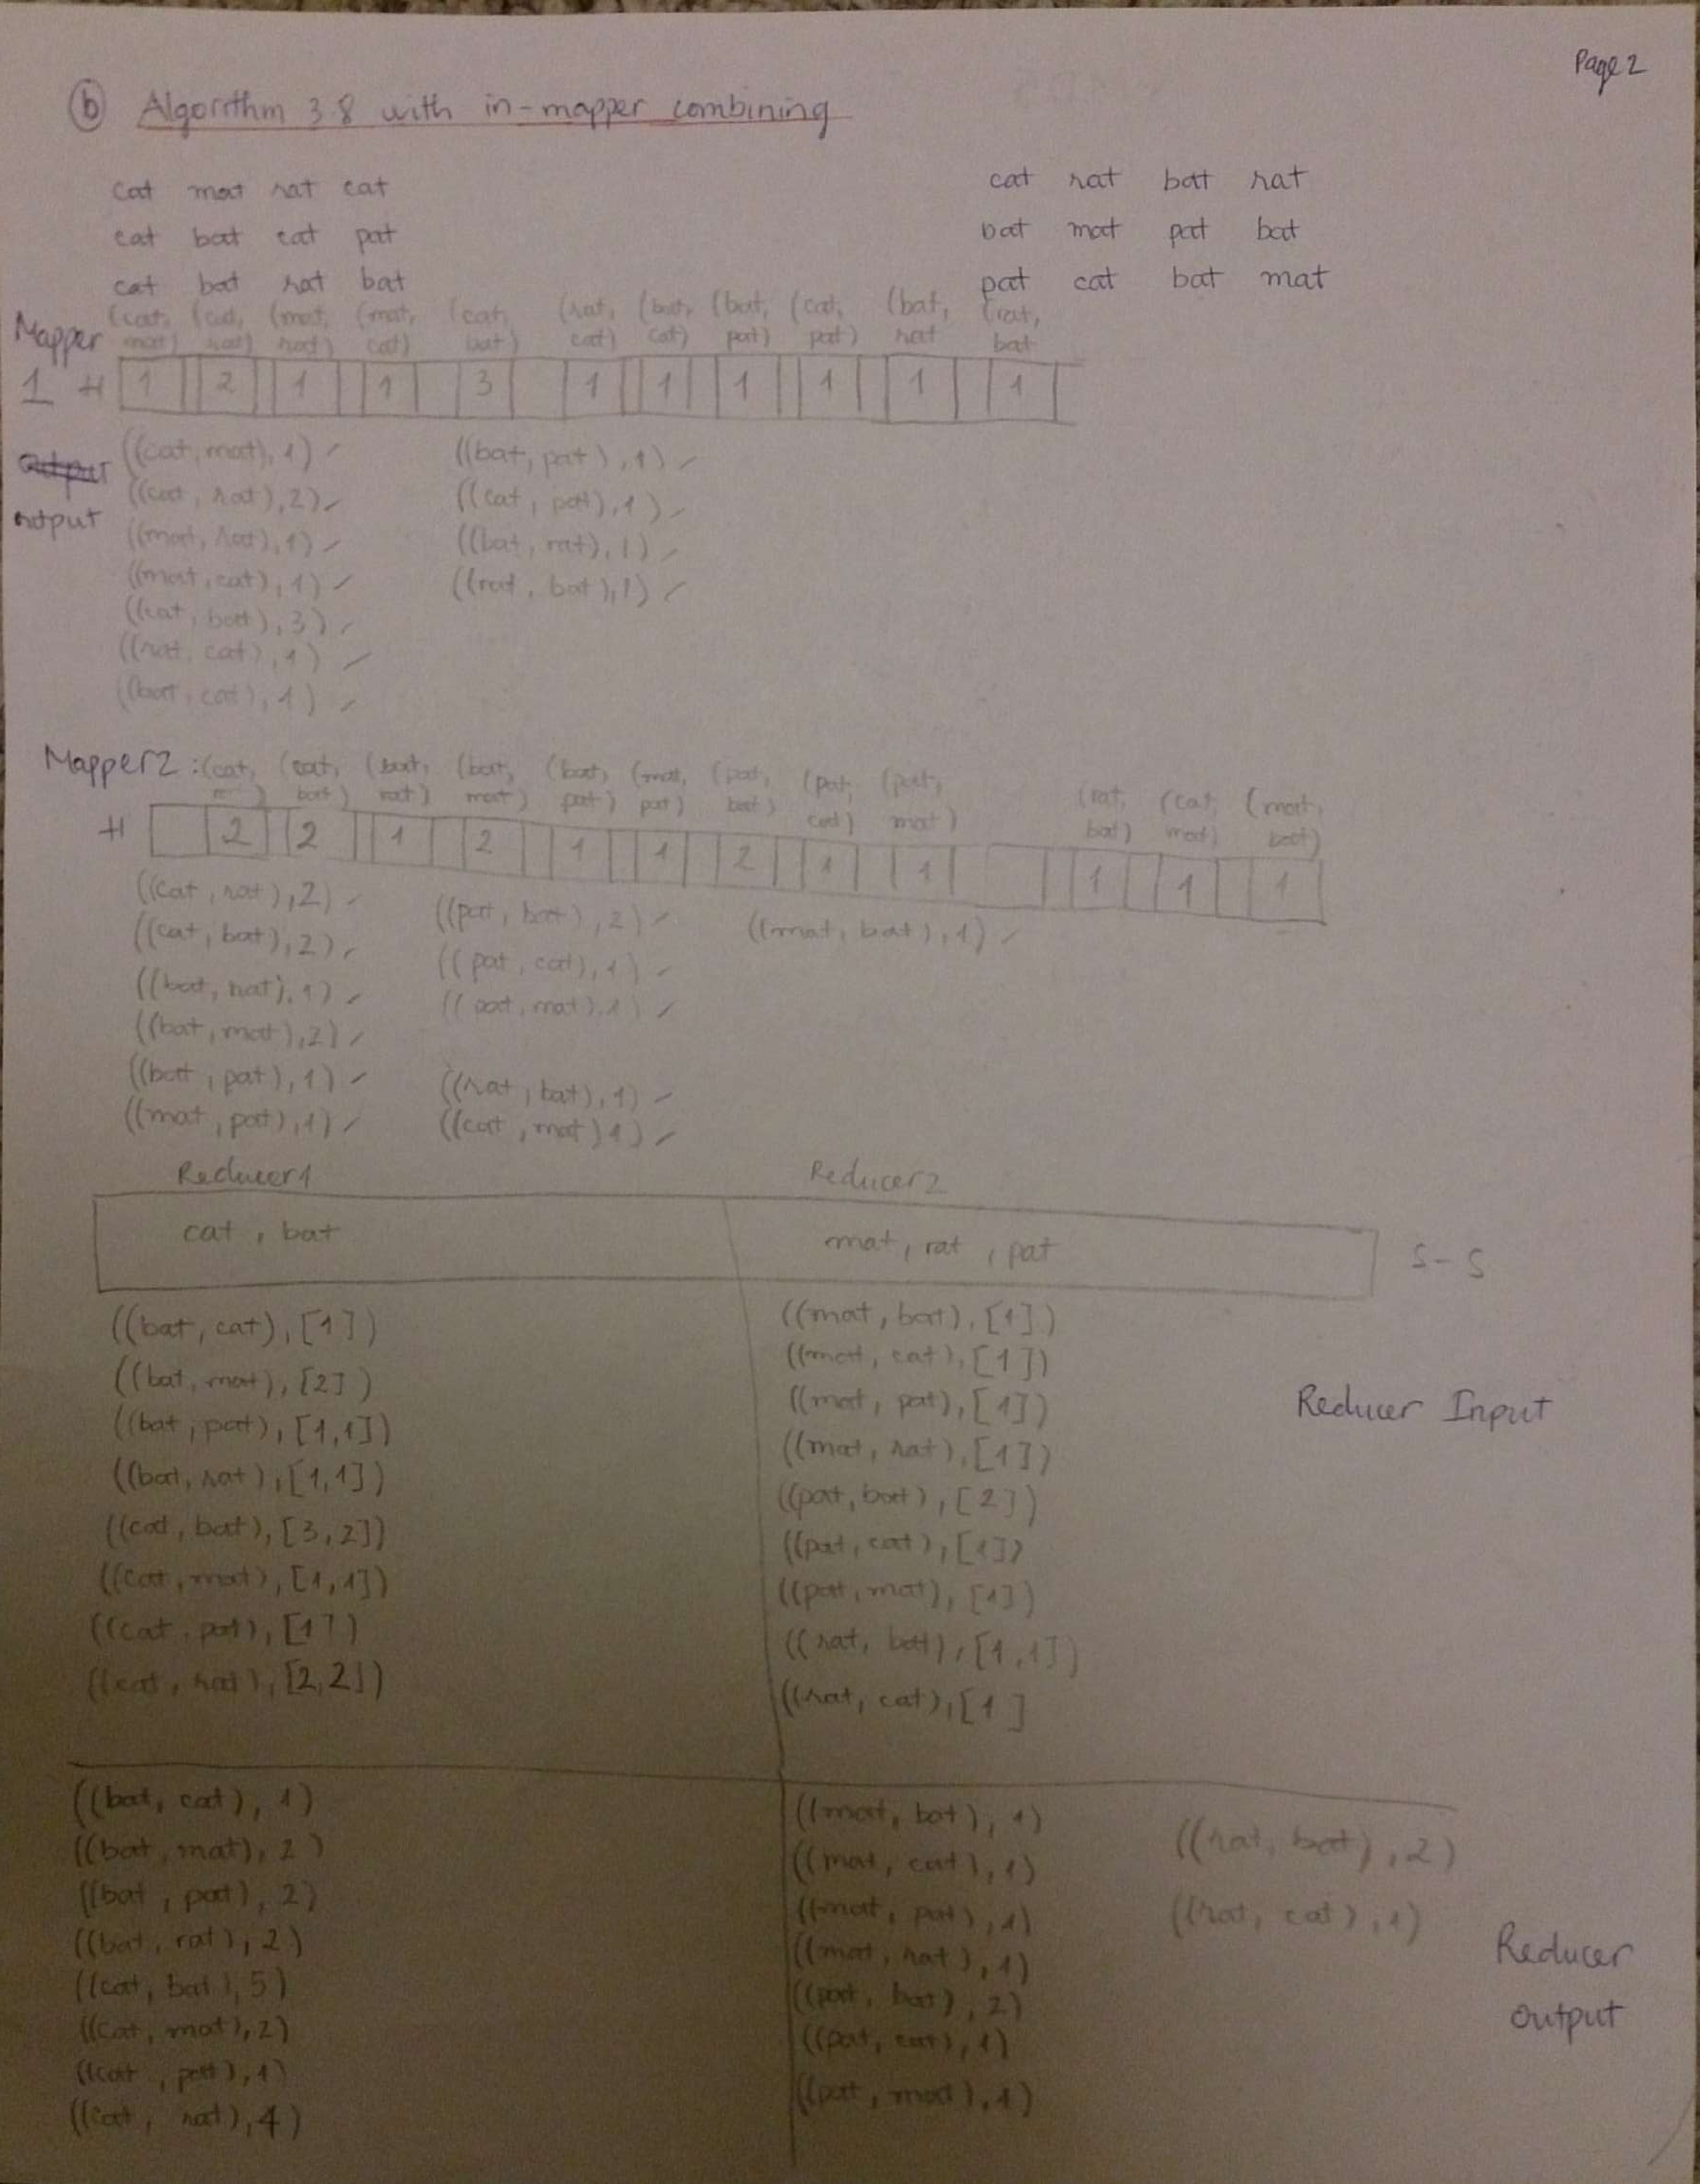 Page 2
(b) Algorithm 3.8 with in-mapper combining
cat mat rat cat
cat bat cat pat
cat bat rat bat
cat rat bat rat
bat mat pat bat
pat cat bat mat
Mapper 1
(cat, mat) (cat, rat) (mat, rat) (mat, cat) (cat, bat) (rat, cat) (bat, cat) (bat, pat) (cat, pat) (bat, rat (rat, bat
H 1 2 1 1 3 1 1 1 1 1 1
output
((cat, mat), 1) ✓
((cat, rat), 2) ✓
((mat, rat), 1) ✓
((mat, cat), 1) ✓
((cat, bat), 3) ✓
((rat, cat), 1) ✓
((bat, cat), 1) ✓
((bat, pat), 1) ✓
((cat, pat), 1) ✓
((bat, rat), 1) ✓
((rat, bat), 1) ✓
Mapper2 : (cat, ) (cat, bat) (bat, rat) (bat, mat) (bat, pat) (mat, pat) (pat, bat) (pat, cat) (pat, mat) (rat, bat) (cat, mat) (mat, bat)
H 2 2 1 2 1 1 2 1 1 1 1 1
((cat, rat), 2) ✓
((cat, bat), 2) ✓
((bat, rat), 1) ✓
((bat, mat), 2) ✓
((bat, pat), 1) ✓
((mat, pat), 1) ✓
((pat, bat), 2) ✓
((pat, cat), 1) ✓
((pat, mat), 1) ✓
((rat, bat), 1) ✓
((cat, mat) 1) ✓
((mat, bat), 1) ✓
Reducer1
cat, bat
Reducer2
mat, rat, pat
S-S
((bat, cat), [1])
((bat, mat), [2])
((bat, pat), [1,1])
((bat, rat), [1,1])
((cat, bat), [3,2])
((cat, mat), [1,1])
((cat, pat), [1])
((cat, rat), [2,2])
((mat, bat), [1])
((mat, cat), [1])
((mat, pat), [1])
((mat, rat), [1])
((pat, bat), [2])
((pat, cat), [1])
((pat, mat), [1])
((rat, bat), [1,1])
((rat, cat), [1]
Reducer Input
((bat, cat), 1)
((bat, mat), 2)
((bat, pat), 2)
((bat, rat), 2)
((cat, bat), 5)
((cat, mat), 2)
((cat, pat), 1)
((cat, rat), 4)
((mat, bat), 1)
((mat, cat), 1)
((mat, pat), 1)
((mat, rat), 1)
((pat, bat), 2)
((pat, cat), 1)
((pat, mat), 1)
((rat, bat), 2)
((rat, cat), 1)
Reducer
output